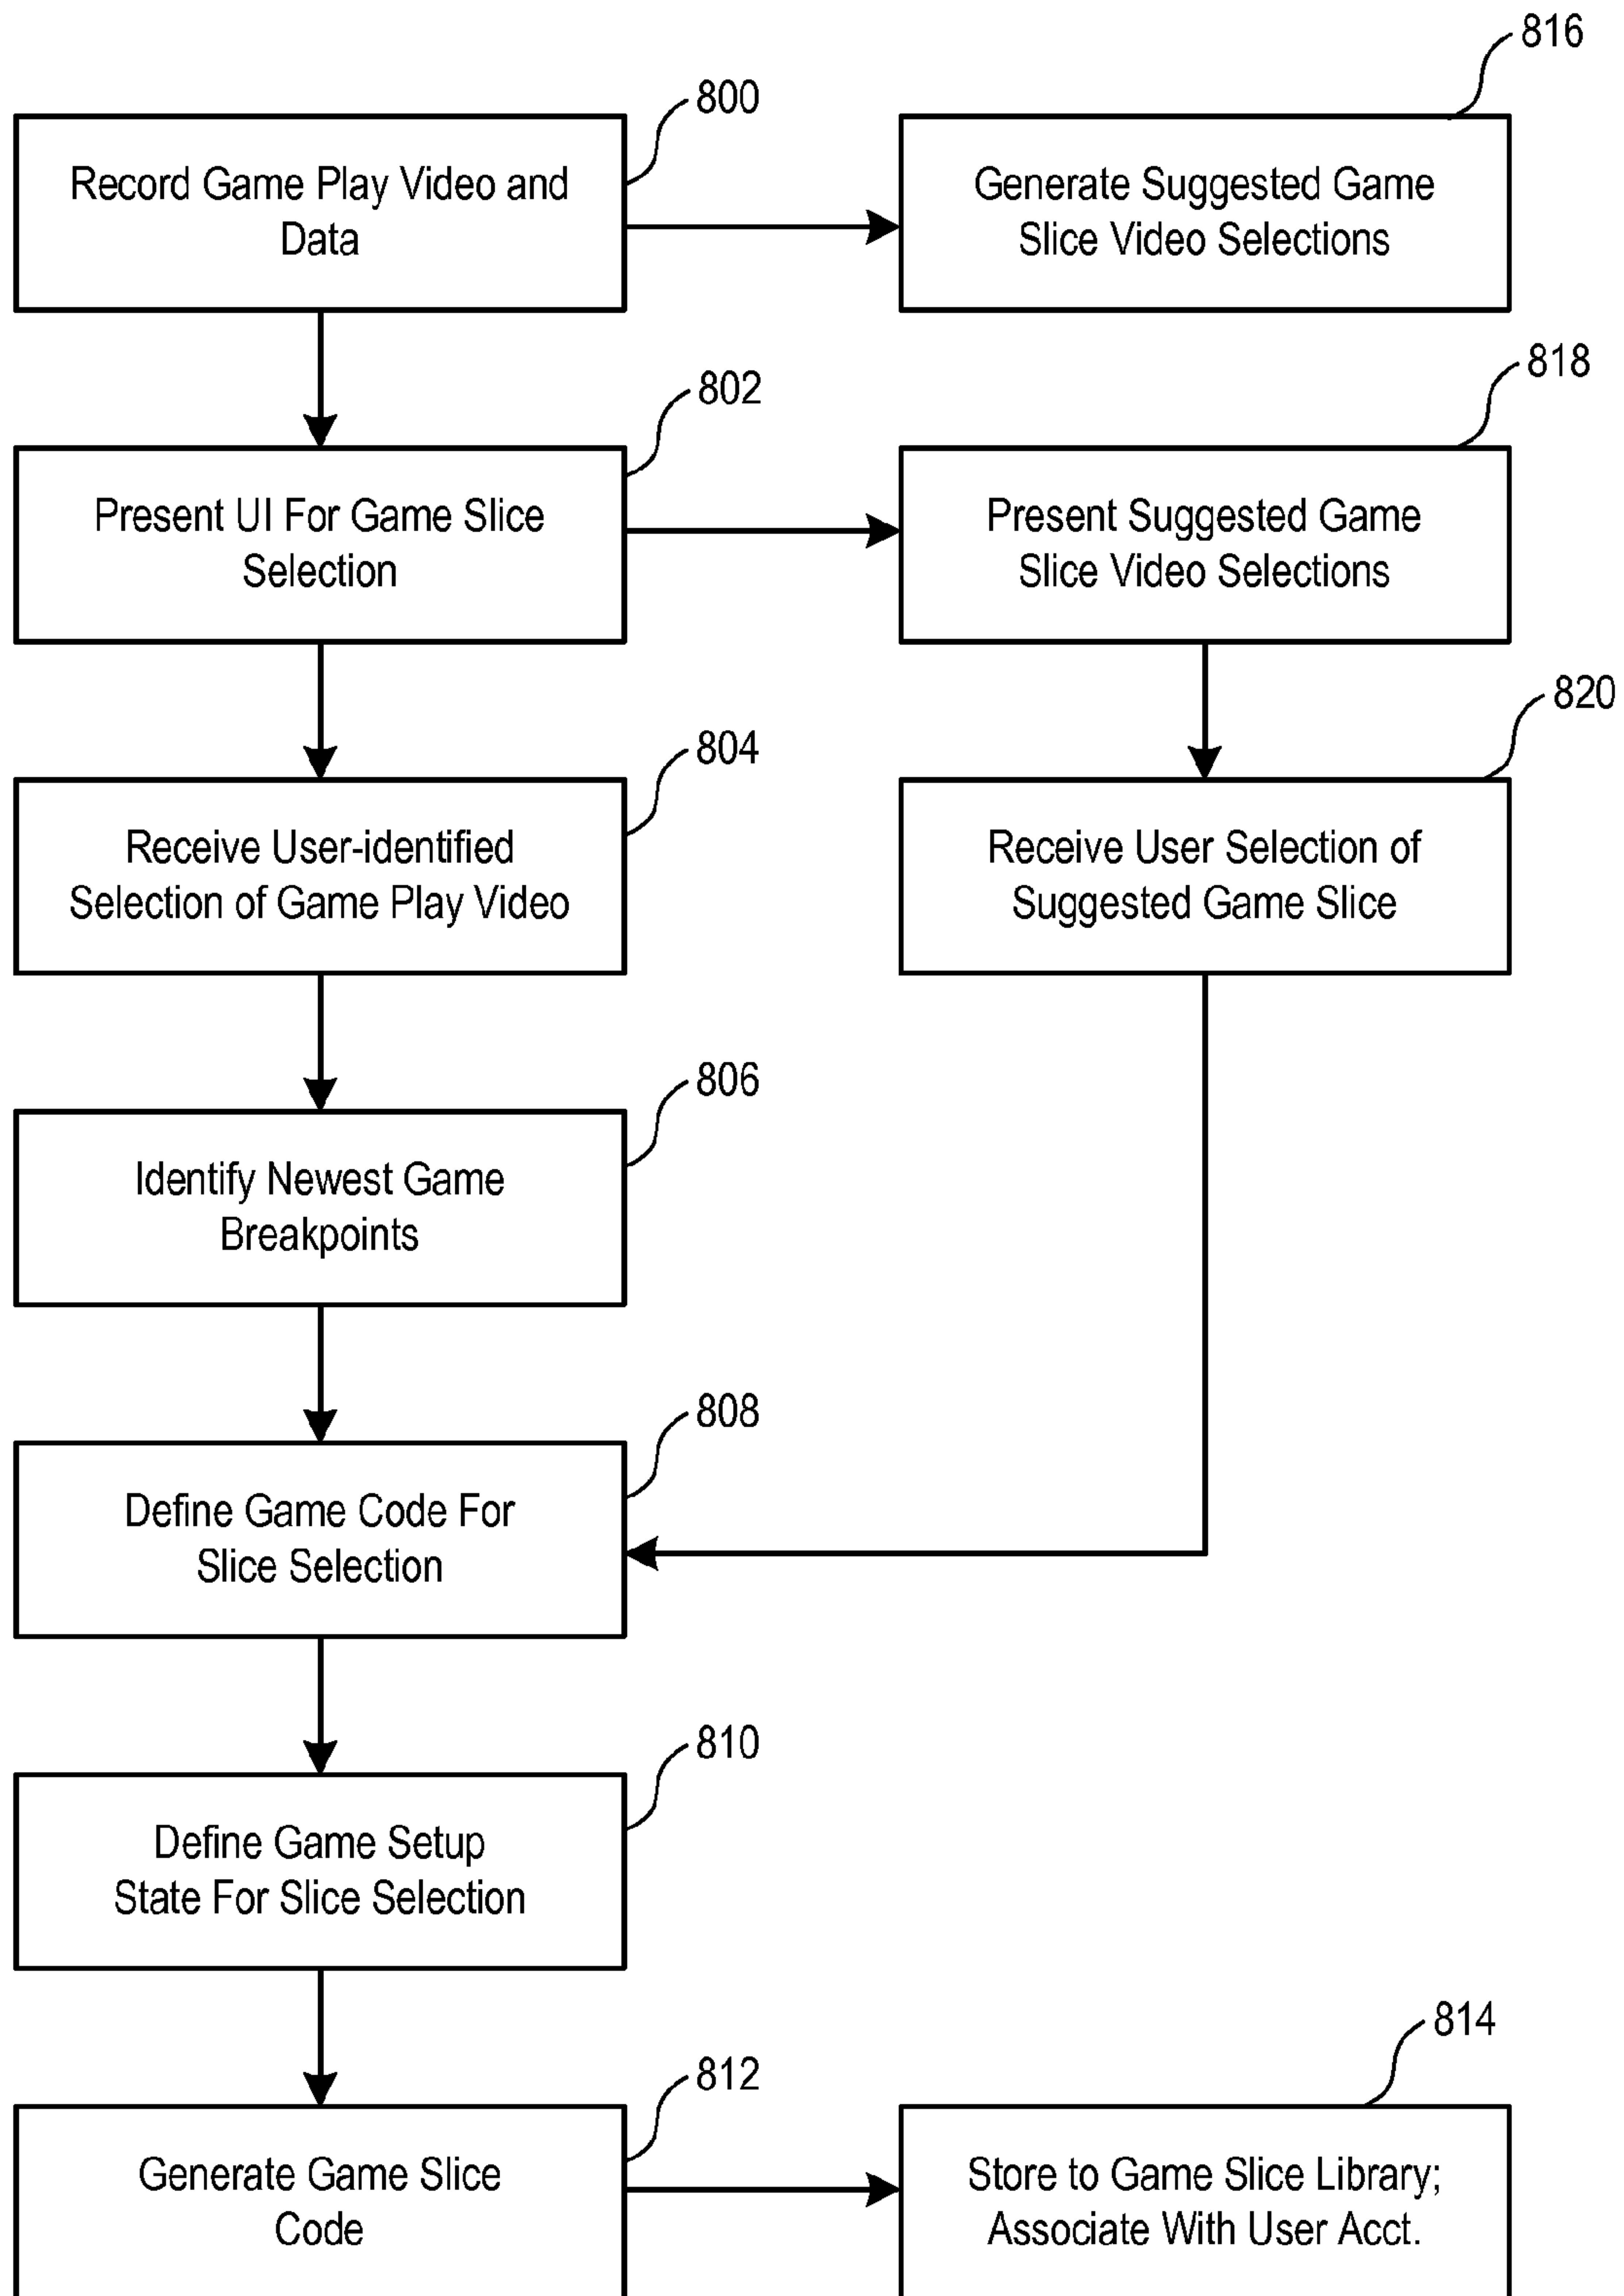 816
800
Record Game Play Video and
Data
Generate Suggested Game
Slice Video Selections
818
802
Present UI For Game Slice
Selection
Present Suggested Game
Slice Video Selections
820
804
Receive User-identified
Selection of Game Play Video
Receive User Selection of
Suggested Game Slice
806
Identify Newest Game
Breakpoints
808
Define Game Code For
Slice Selection
810
Define Game Setup
State For Slice Selection
814
812
Generate Game Slice
Code
Store to Game Slice Library;
Associate With User Acct.